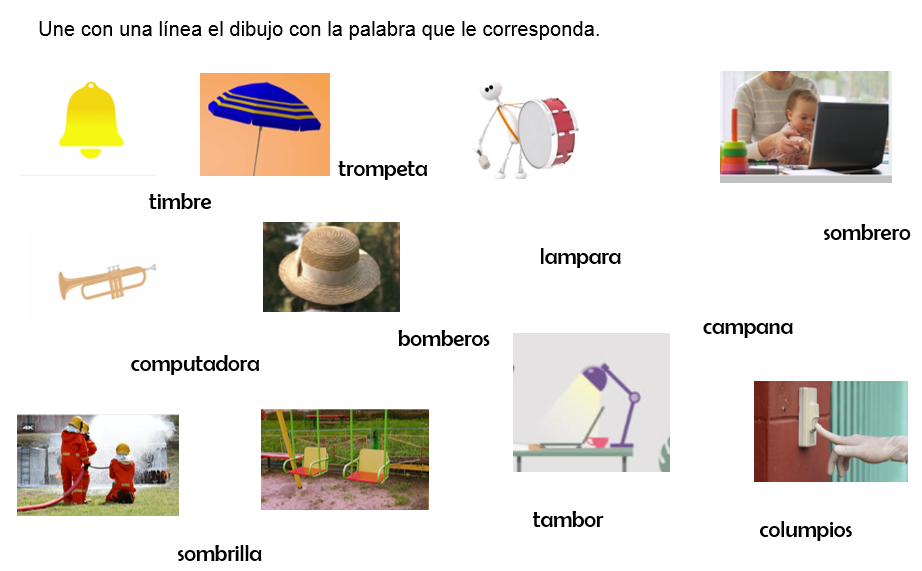 Une con una línea el dibujo con la palabra que le corresponda.
trompeta
timbre
sombrero
lampara
campana
bomberos
computadora
4K
tambor
columpios
sombrilla